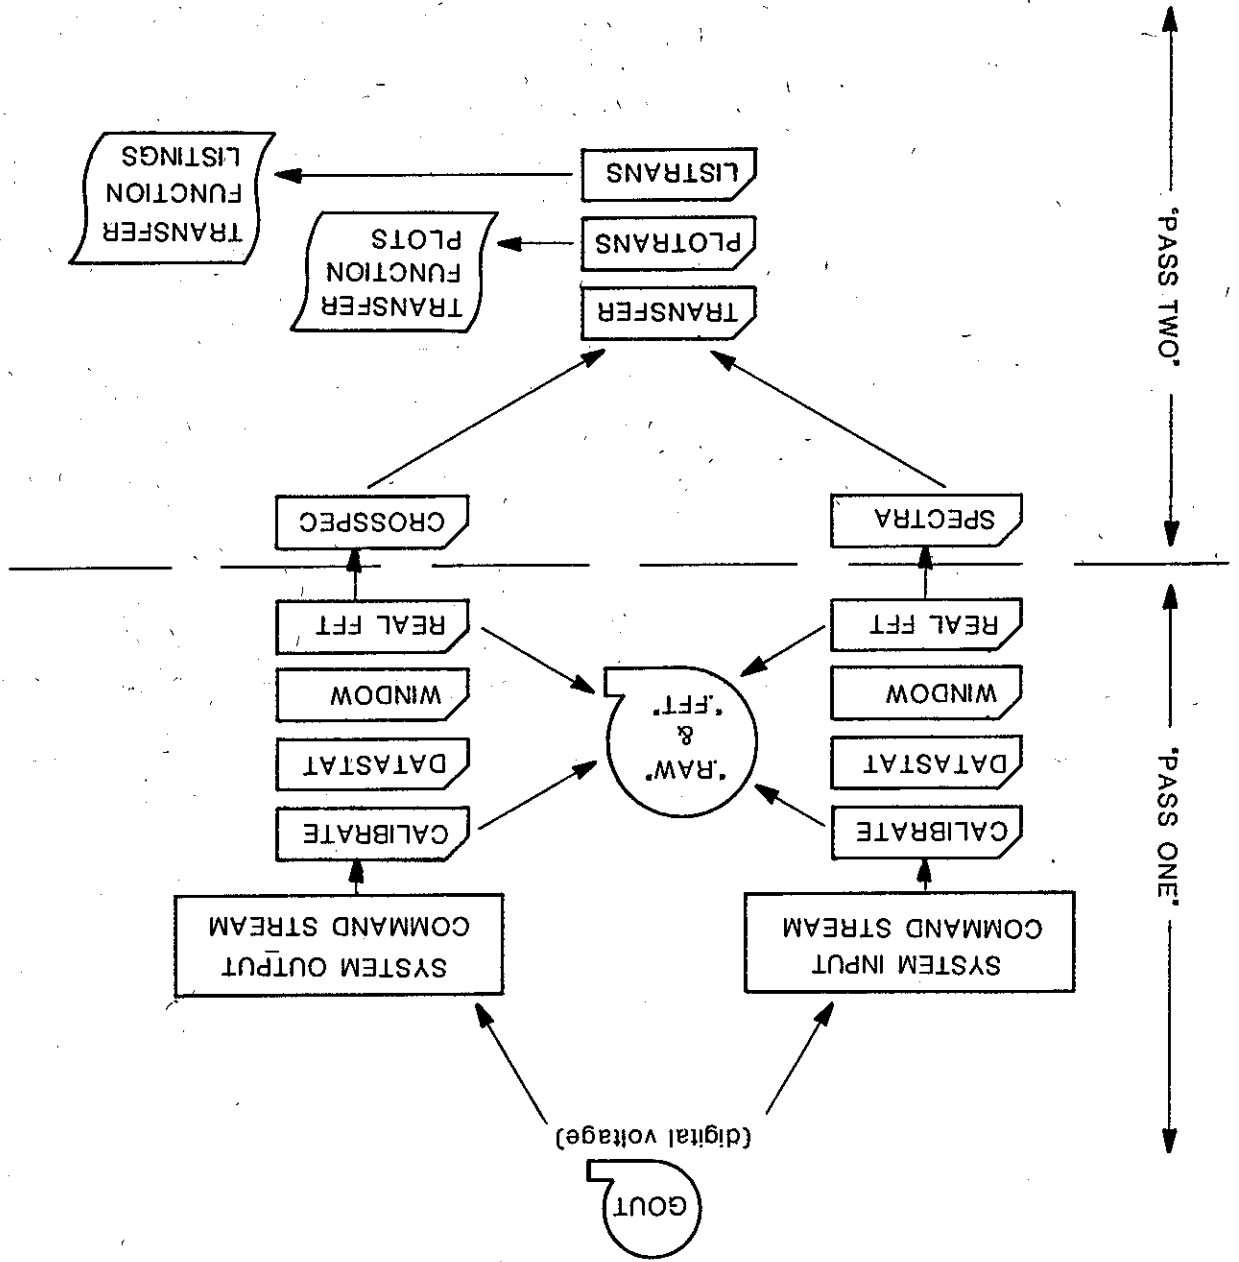 GOUT
(digital voltage)
"PASS ONE"
SYSTEM INPUT
COMMAND STREAM
SYSTEM OUTPUT
COMMAND STREAM
CALIBRATE
DATASTAT
WINDOW
REAL FFT
".RAW"
&
".FFT"
CALIBRATE
DATASTAT
WINDOW
REAL FFT
"PASS TWO"
SPECTRA
CROSSPEC
TRANSFER
PLOTRANS
LISTRANS
TRANSFER
FUNCTION
PLOTS
TRANSFER
FUNCTION
LISTINGS